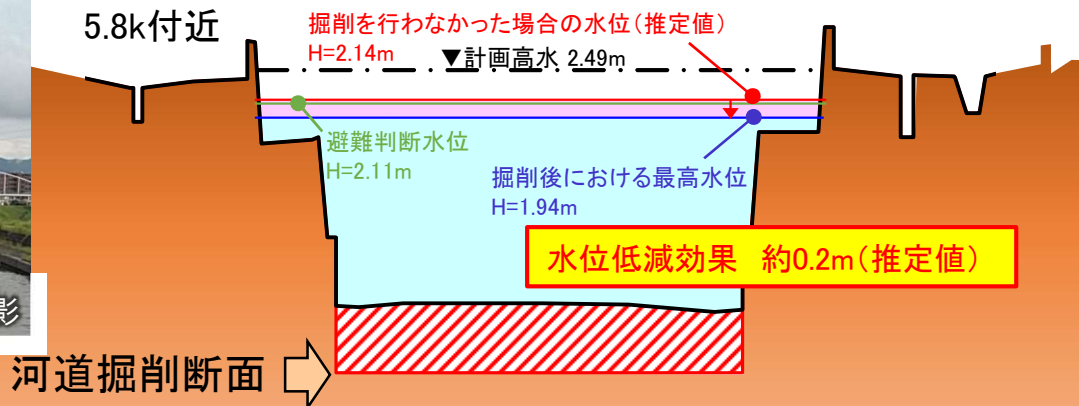 5.8k付近
掘削を行わなかった場合の水位(推定値)
H=2.14m
▼計画高水 2.49m
避難判断水位
H=2.11m
掘削後における最高水位
H=1.94m
水位低減効果 約0.2m(推定値)
影
河道掘削断面